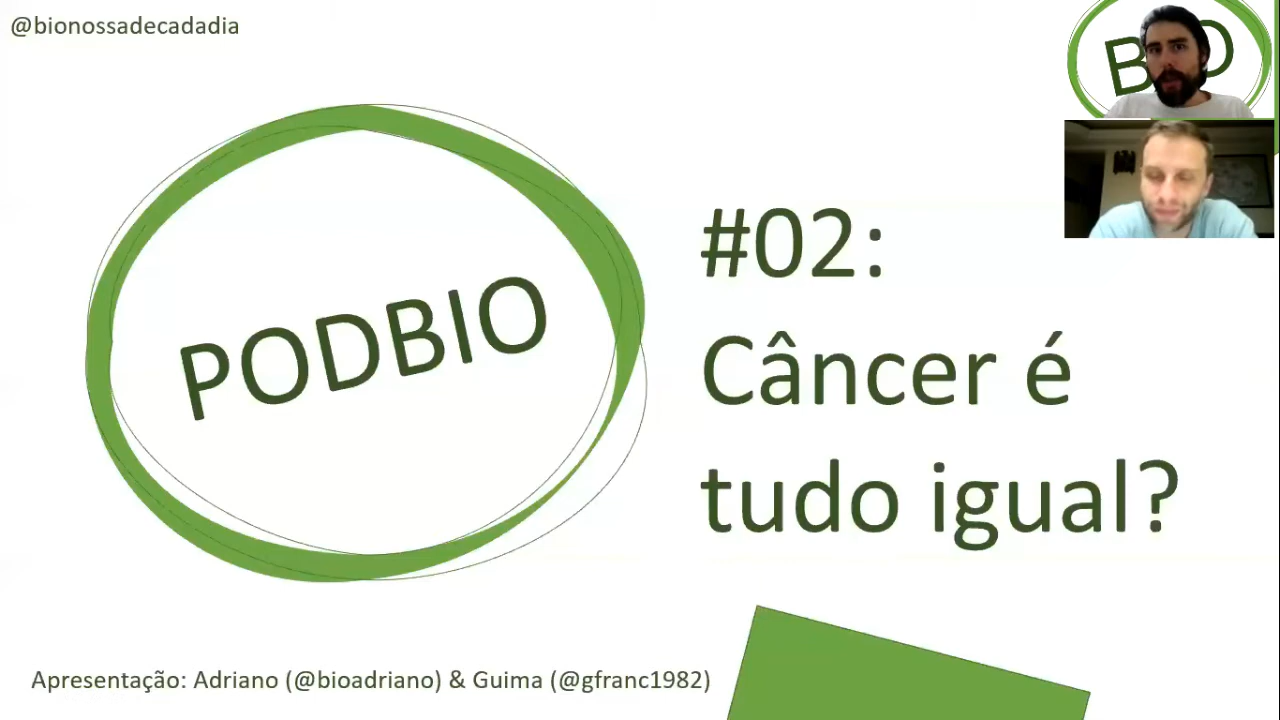 @bionossadecadadia
PODBIO
#02:
Câncer é
tudo igual?
Apresentação: Adriano (@bioadriano) & Guima (@gfranc1982)